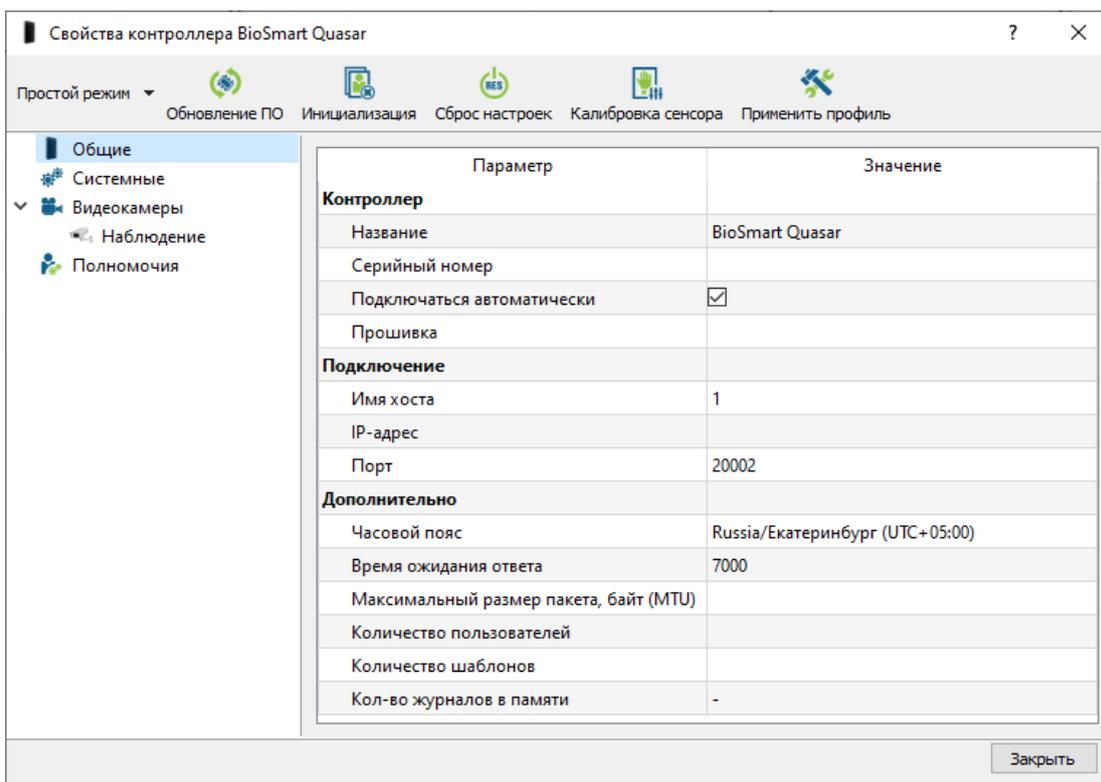 Свойства контроллера BioSmart Quasar ? ×
Простой режим Обновление ПО Инициализация RES Сброс настроек Калибровка сенсора Применить профиль
Общие
Системные
Видеокамеры
Наблюдение
Полномочия
Параметр Значение
Контроллер
Название BioSmart Quasar
Серийный номер
Подключаться автоматически
Прошивка
Подключение
Имя хоста 1
IP-адрес
Порт 20002
Дополнительно
Часовой пояс Russia/Екатеринбург (UTC+05:00)
Время ожидания ответа 7000
Максимальный размер пакета, байт (MTU)
Количество пользователей
Количество шаблонов
Кол-во журналов в памяти -
Закрыть